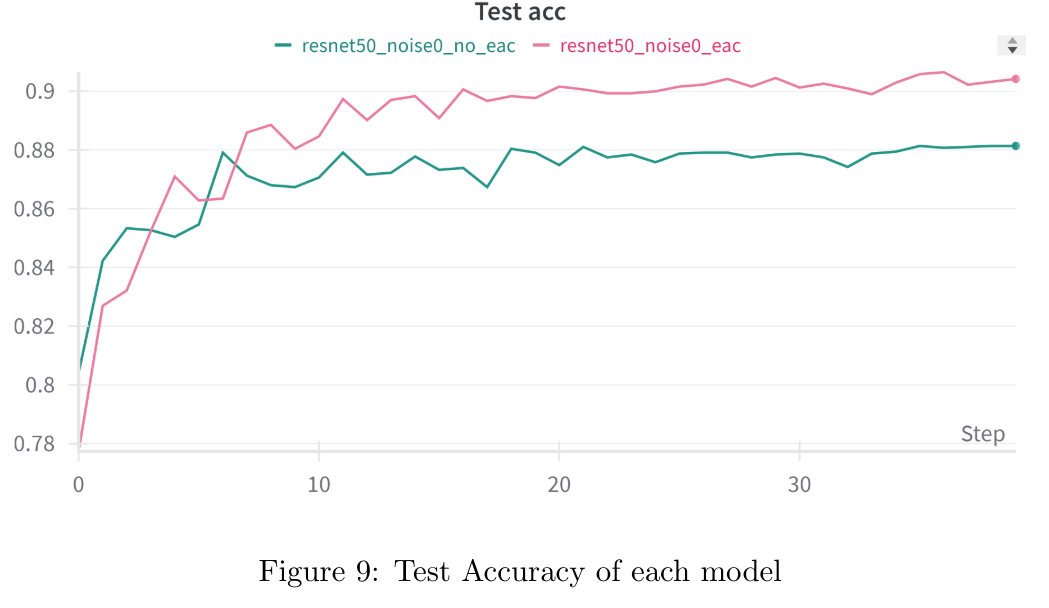 Test acc
resnet50_noise0_no_eac resnet50_noise0_eac
0.9
0.88
0.86
0.84
0.82
0.8
0.78
Step
0 10 20 30
Figure 9: Test Accuracy of each model